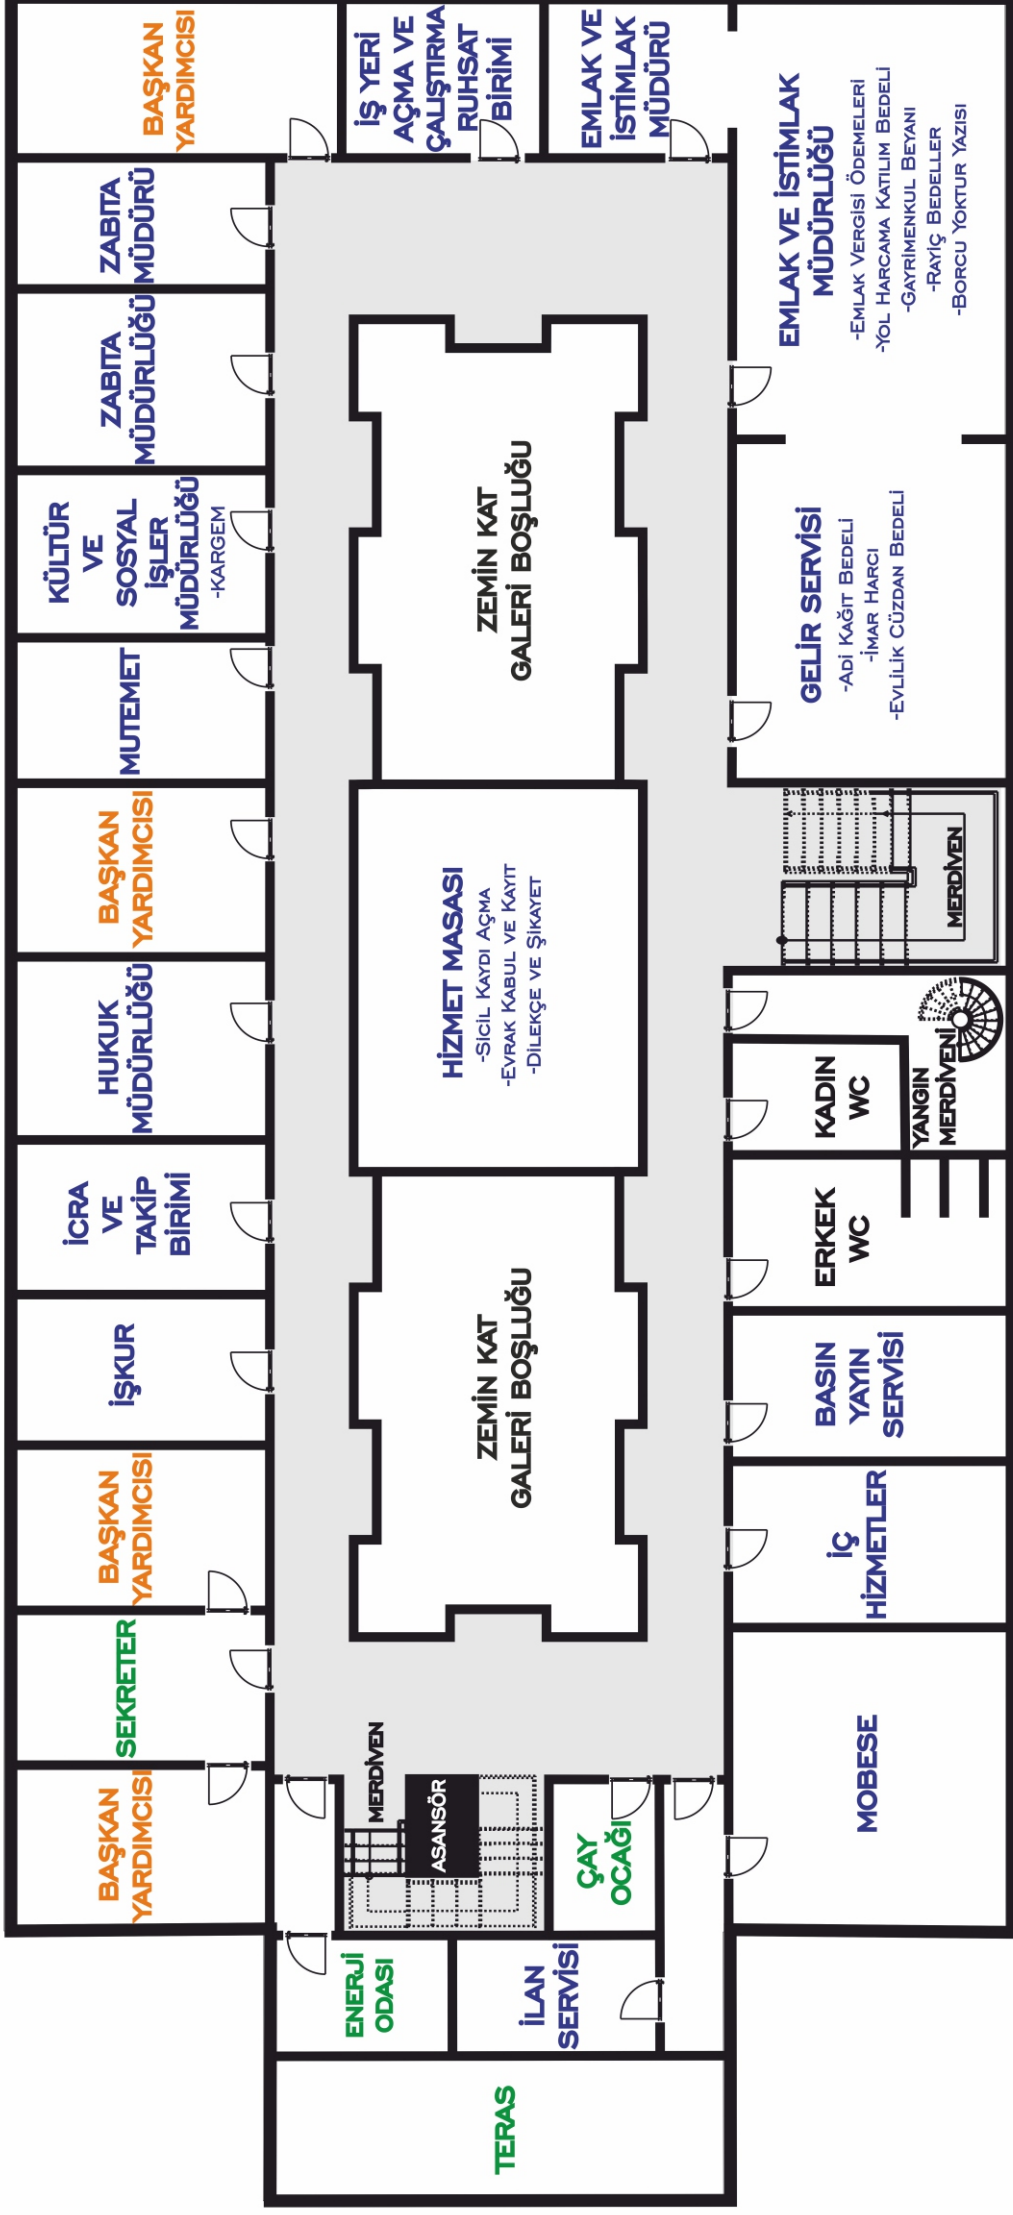 BAŞKAN
YARDIMCISI
İŞ YERİ
AÇMA VE
ÇALIŞTIRMA
RUHSAT
BİRİMİ
EMLAK VE
İSTİMLAK
MÜDÜRÜ
EMLAK VE İSTİMLAK
MÜDÜRLÜĞÜ
-EMLAK VERGİSİ ÖDEMELERİ
-YOL HARCAMA KATILIM BEDELİ
-GAYRİMENKUL BEYANI
-RAYİÇ BEDELLER
-BORCU YOKTUR YAZISI
ZABITA
MÜDÜRÜ
ZABITA
MÜDÜRLÜĞÜ
KÜLTÜR
VE
SOSYAL
İŞLER
MÜDÜRLÜĞÜ
-KARGEM
ZEMİN KAT
GALERİ BOŞLUĞU
GELİR SERVİSİ
-ADİ KAĞIT BEDELİ
-İMAR HARCI
-EVLİLİK CÜZDAN BEDELİ
MUTEMET
BAŞKAN
YARDIMCISI
HİZMET MASASI
-SİCİL KAYDI AÇMA
-EVRAK KABUL VE KAYIT
-DİLEKÇE VE ŞİKAYET
MERDİVEN
HUKUK
MÜDÜRLÜĞÜ
KADIN
WC
YANGIN
MERDİVENİ
İCRA
VE
TAKİP
BİRİMİ
ERKEK
WC
İŞKUR
ZEMİN KAT
GALERİ BOŞLUĞU
BASIN
YAYIN
SERVİSİ
BAŞKAN
YARDIMCISI
İÇ
HİZMETLER
SEKRETER
MERDİVEN
ASANSÖR
MOBESE
BAŞKAN
YARDIMCISI
ÇAY
OCAĞI
ENERJİ
ODASI
İLAN
SERVİSİ
TERAS